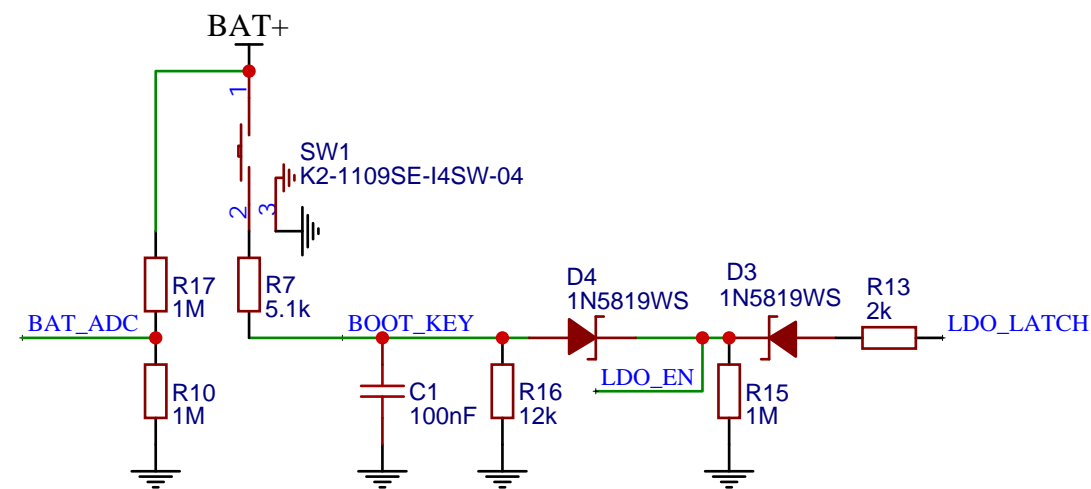 BAT+
1
SW1
K2-1109SE-I4SW-04
2
3
R17
1M
R7
5.1k
D4
1N5819WS
D3
1N5819WS
R13
2k
BAT_ADC
BOOT_KEY
LDO_LATCH
R10
1M
C1
100nF
R16
12k
LDO_EN
R15
1M